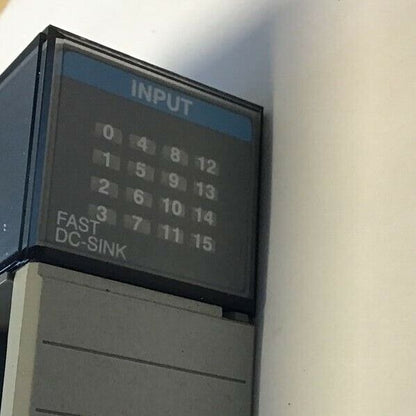 INPUT
0 4 8 12
1 5 9 13
2 6 10 14
3 7 11 15
FAST
DC-SINK